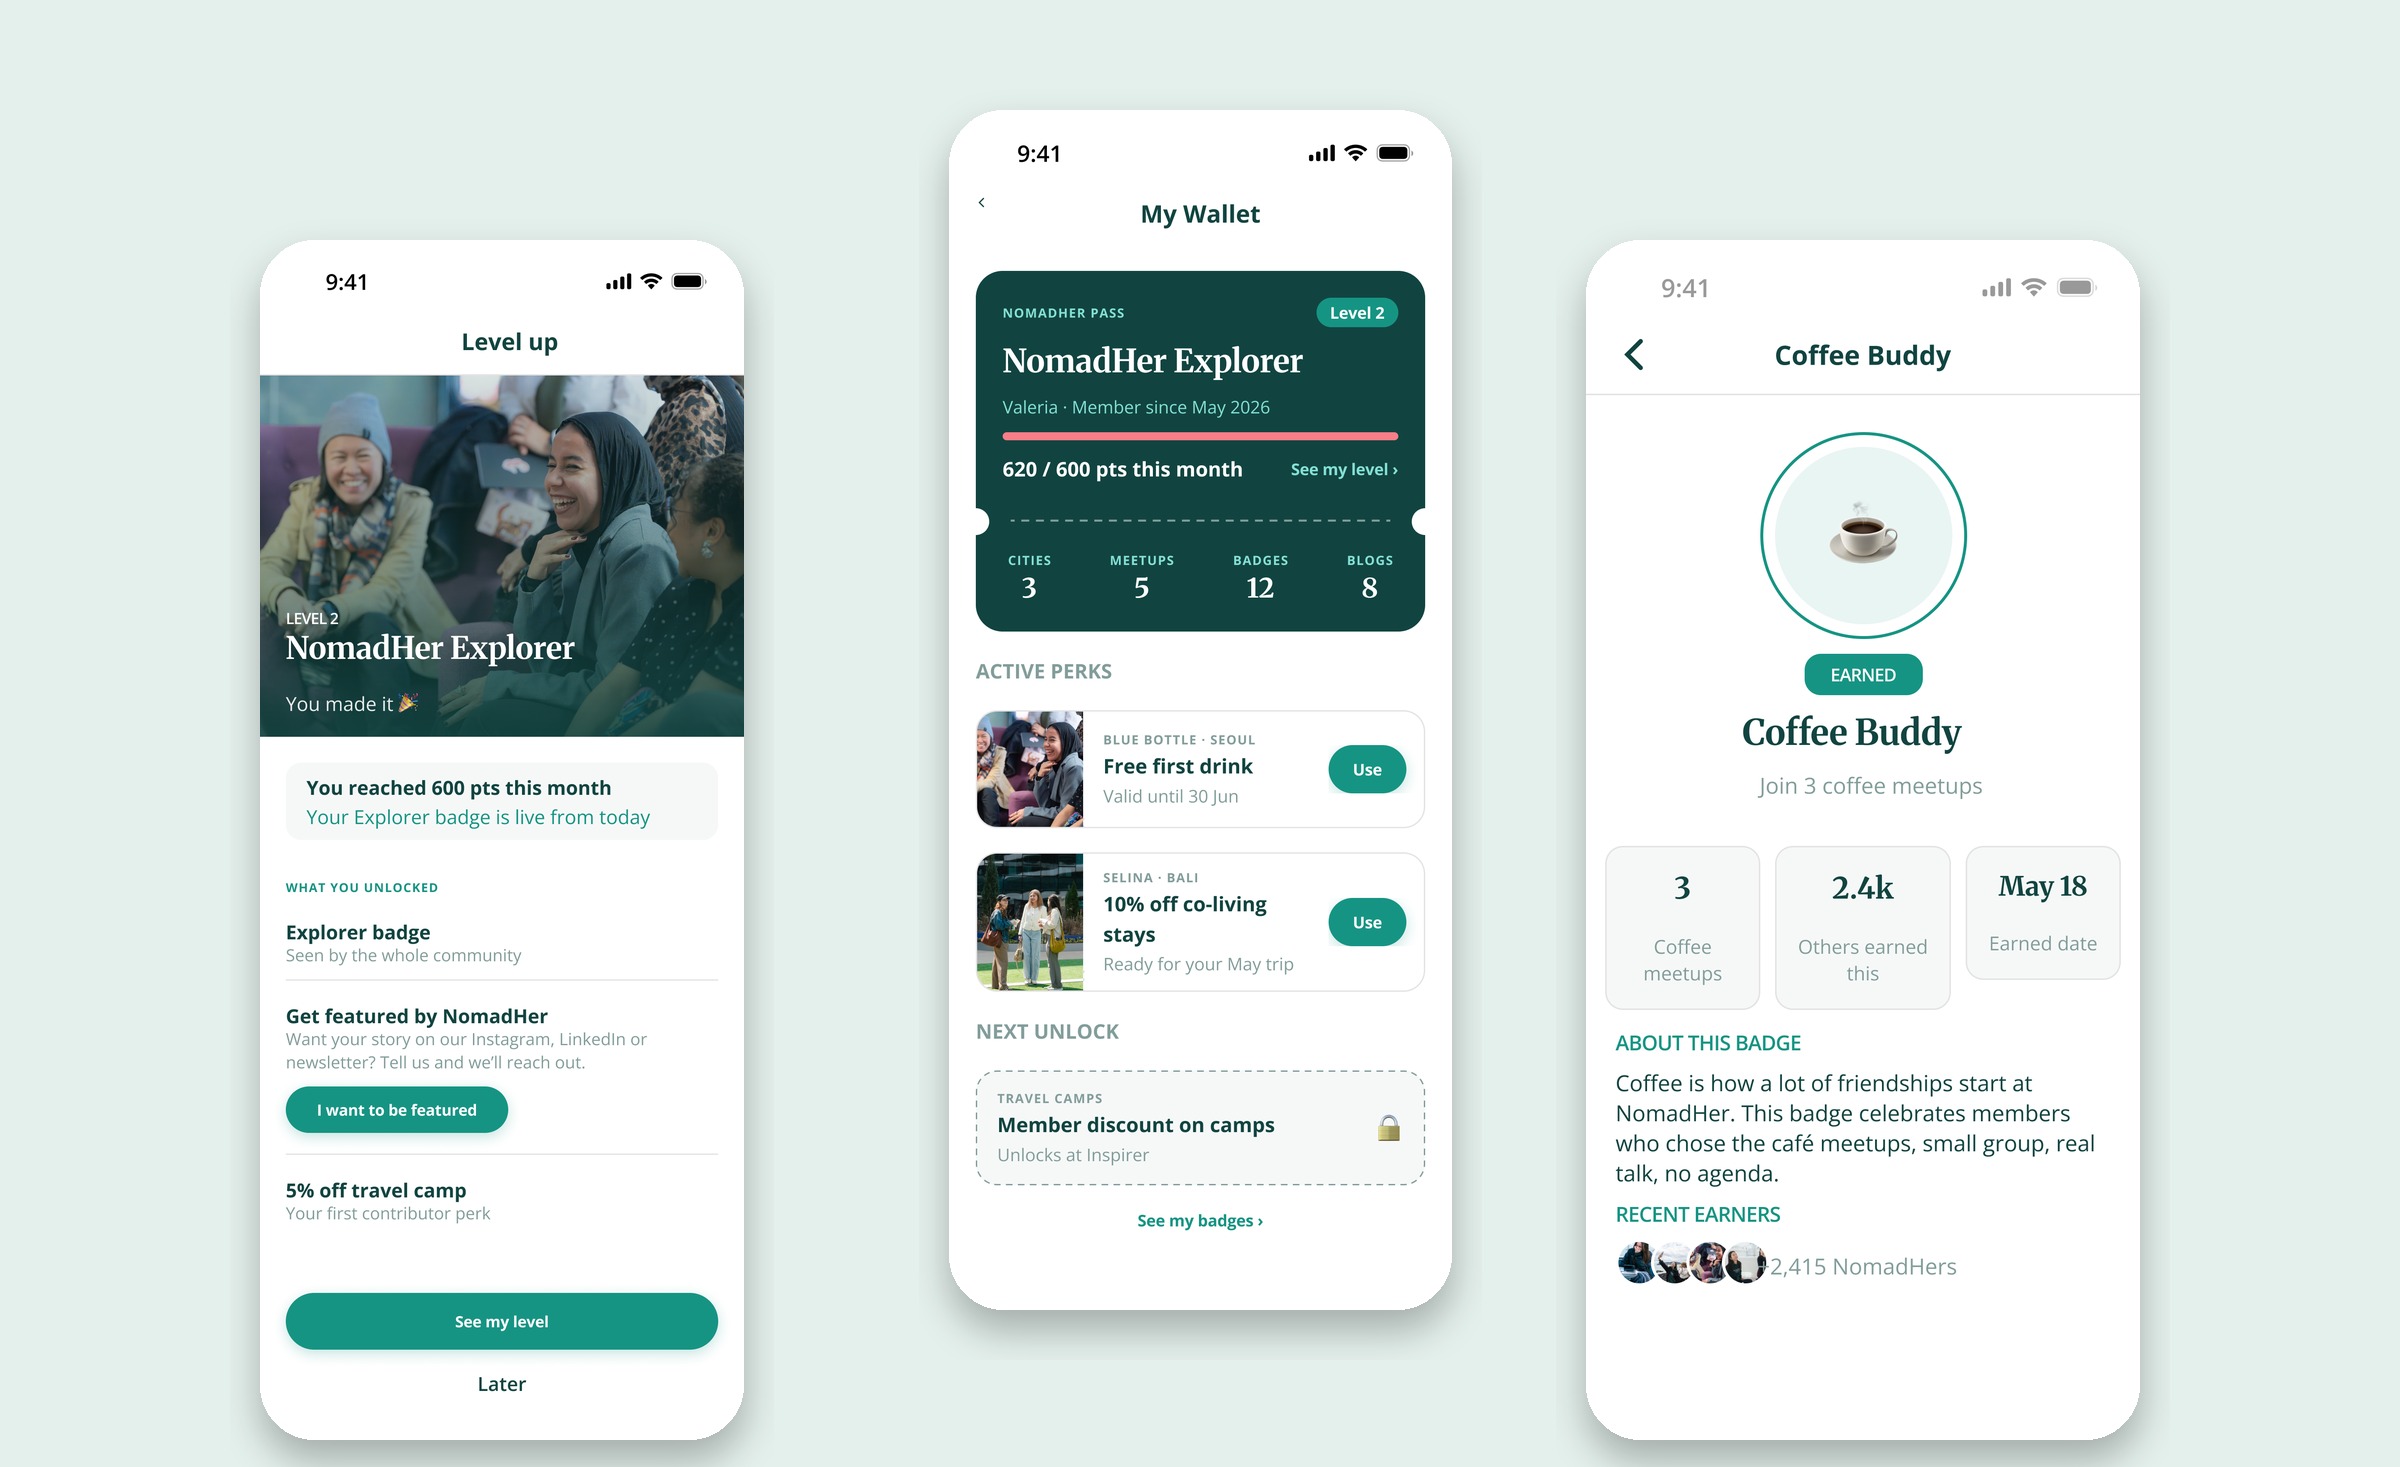 9:41
Level up
LEVEL 2
NomadHer Explorer
You made it 🎉
You reached 600 pts this month
Your Explorer badge is live from today
WHAT YOU UNLOCKED
Explorer badge
Seen by the whole community
Get featured by NomadHer
Want your story on our Instagram, LinkedIn or
newsletter? Tell us and we'll reach out.
I want to be featured
5% off travel camp
Your first contributor perk
See my level
Later
9:41
My Wallet
NOMADHER PASS
Level 2
NomadHer Explorer
Valeria · Member since May 2026
620 / 600 pts this month
See my level ›
CITIES MEETUPS BADGES BLOGS
3 5 12 8
ACTIVE PERKS
BLUE BOTTLE · SEOUL
Free first drink
Valid until 30 Jun
Use
SELINA · BALI
10% off co-living
stays
Ready for your May trip
Use
NEXT UNLOCK
TRAVEL CAMPS
Member discount on camps
Unlocks at Inspirer
See my badges ›
9:41
Coffee Buddy
EARNED
Coffee Buddy
Join 3 coffee meetups
3
Coffee
meetups
2.4k
Others earned
this
May 18
Earned date
ABOUT THIS BADGE
Coffee is how a lot of friendships start at
NomadHer. This badge celebrates members
who chose the café meetups, small group, real
talk, no agenda.
RECENT EARNERS
+2,415 NomadHers